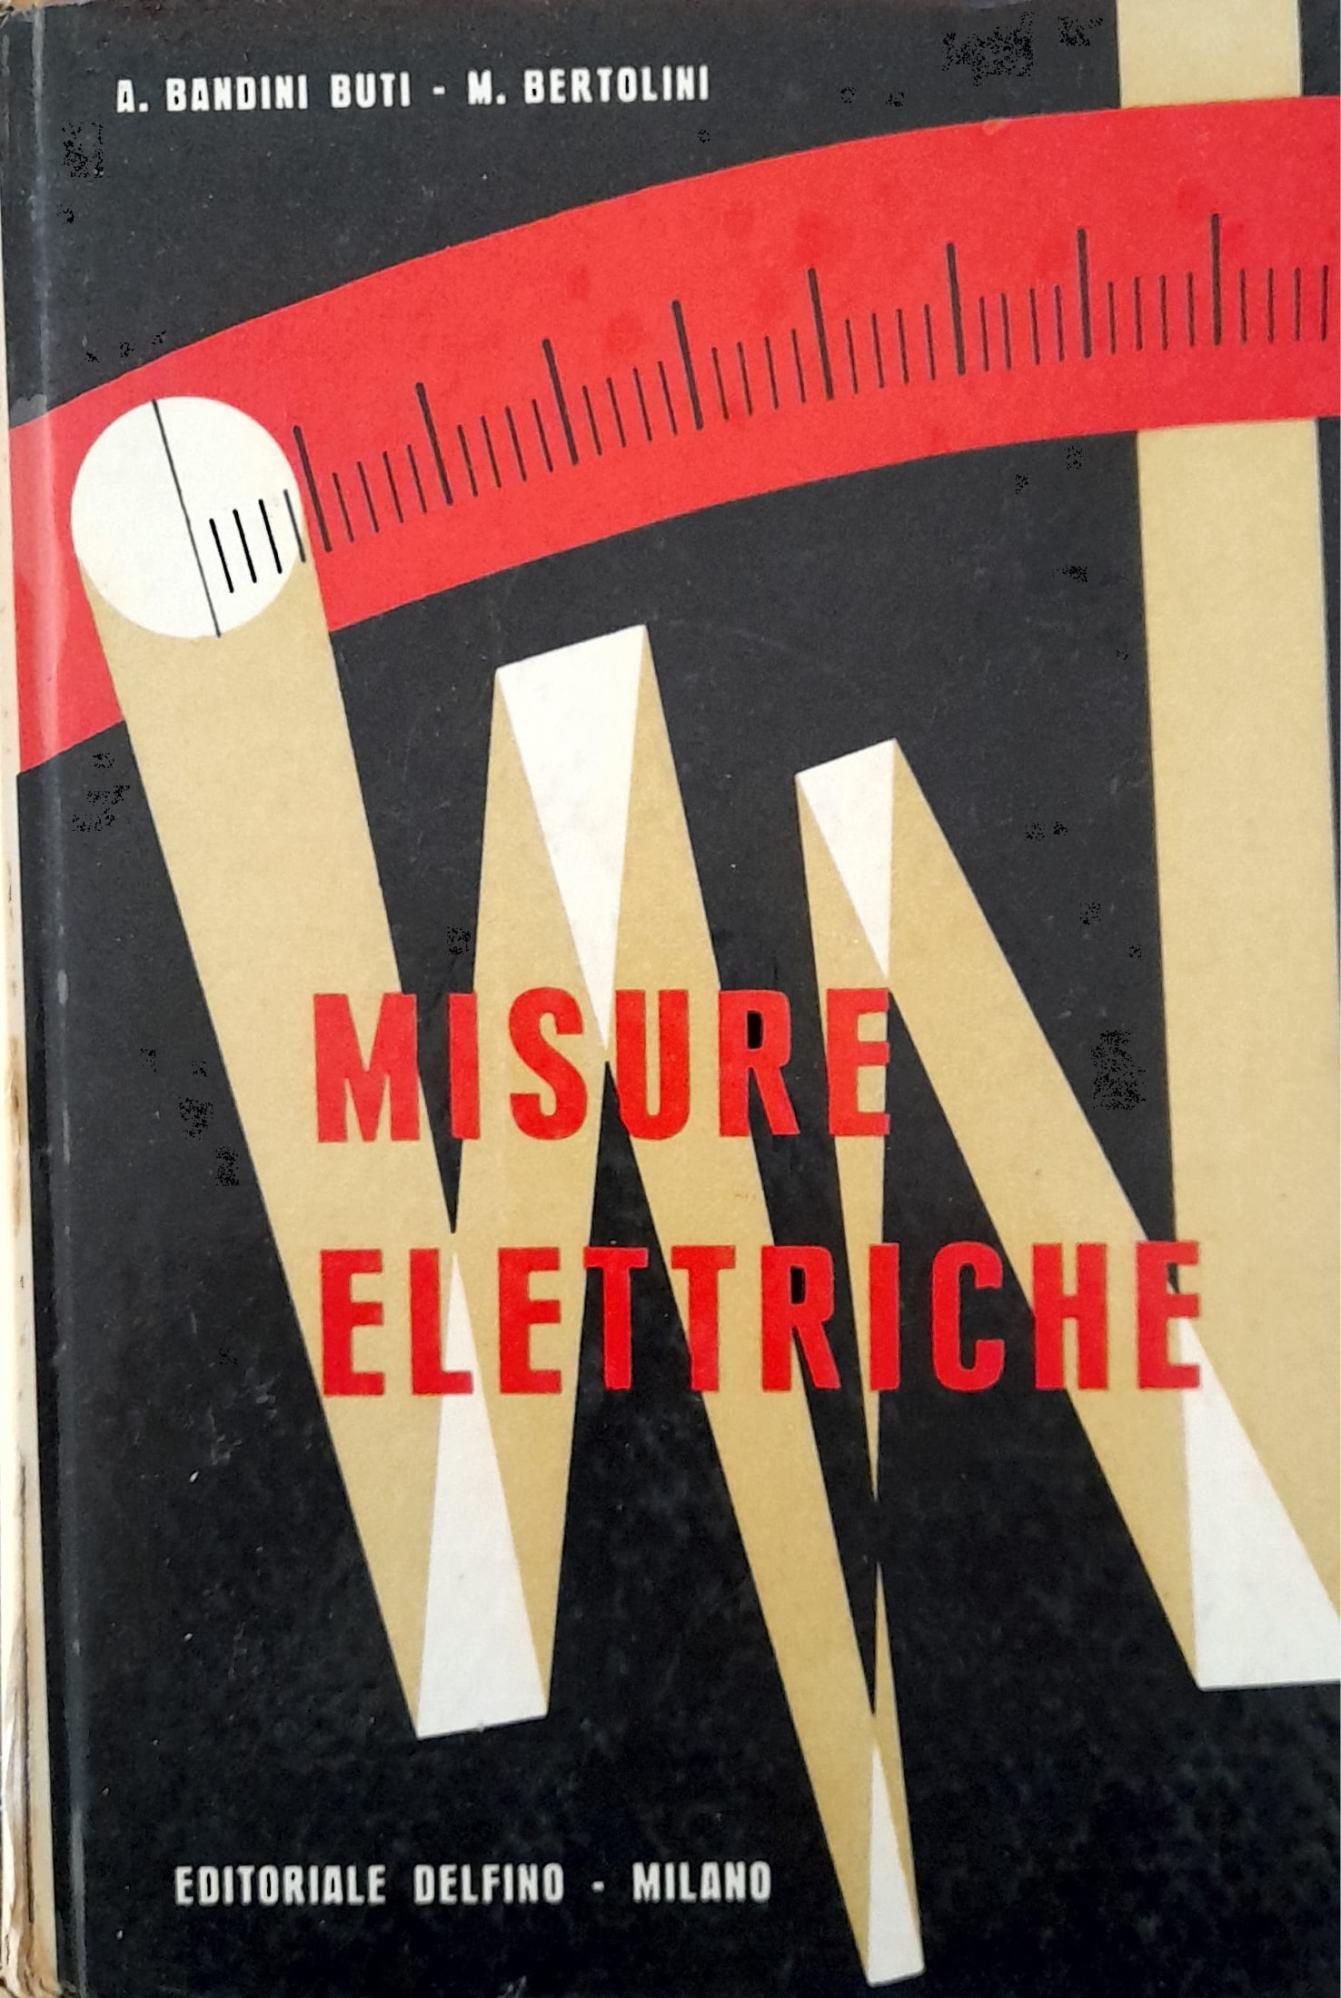 A. BANDINI BUTI - M. BERTOLINI
MISURE
ELETTRICHE
EDITORIALE DELFINO - MILANO